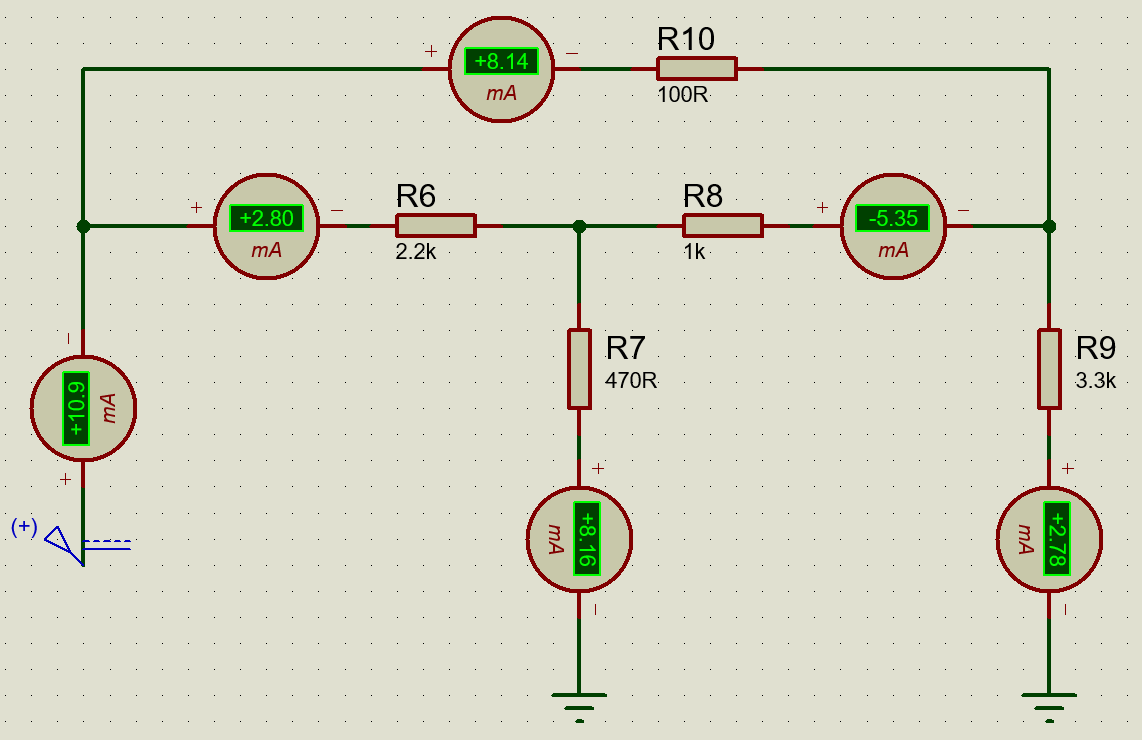 R10
+ +8.14 −
mA
100R
R6
R8
+ +2.80 −
+ -5.35 −
mA
mA
2.2k
1k
−
R7
R9
470R
3.3k
+10.9
mA
+
+
+
(+)
+8.16
mA
+2.78
mA
−
−